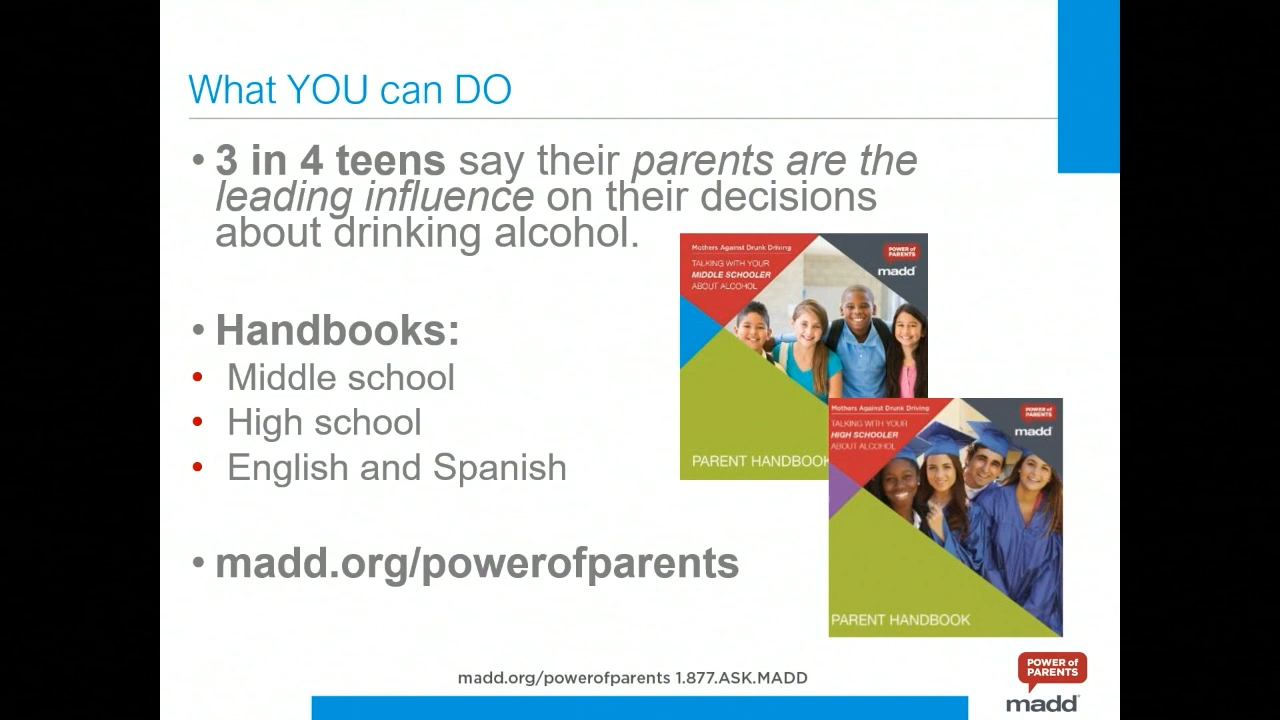 What YOU can DO
• 3 in 4 teens say their parents are the
leading influence on their decisions
about drinking alcohol.
• Handbooks:
• Middle school
• High school
• English and Spanish
• madd.org/powerofparents
Mothers Against Drunk Driving
TALKING WITH YOUR
MIDDLE SCHOOLER
ABOUT ALCOHOL
POWER of
PARENTS
madd
PARENT HANDBOOK
Mothers Against Drunk Driving
TALKING WITH YOUR
HIGH SCHOOLER
ABOUT ALCOHOL
POWER of
PARENTS
madd
PARENT HANDBOOK
madd.org/powerofparents 1.877.ASK.MADD
POWER of
PARENTS
madd